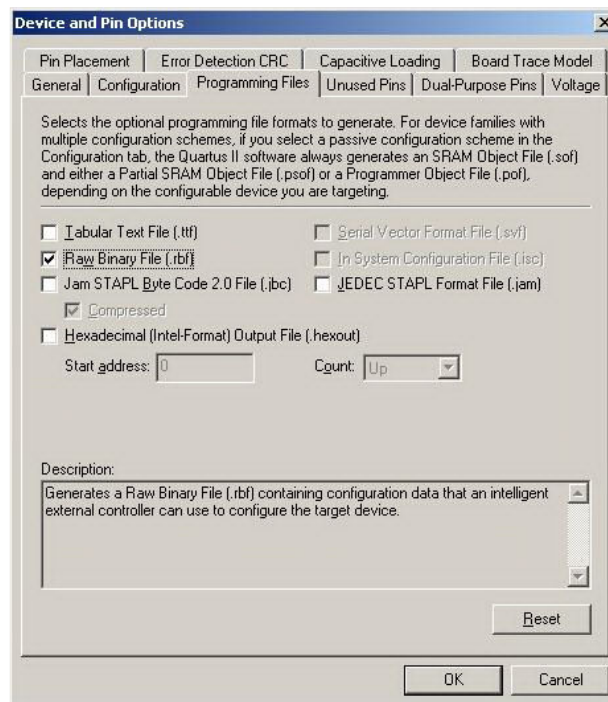 Device and Pin Options
Pin Placement Error Detection CRC Capacitive Loading Board Trace Model
General Configuration Programming Files Unused Pins Dual-Purpose Pins Voltage
Selects the optional programming file formats to generate. For device families with
multiple configuration schemes, if you select a passive configuration scheme in the
Configuration tab, the Quartus II software always generates an SRAM Object File (.sof)
and either a Partial SRAM Object File (.psof) or a Programmer Object File (.pof),
depending on the configurable device you are targeting.
Tabular Text File (.ttf) Serial Vector Format File (.svf)
Raw Binary File (.rbf) In System Configuration File (.isc)
Jam STAPL Byte Code 2.0 File (.jbc) JEDEC STAPL Format File (.jam)
Compressed
Hexadecimal (Intel-Format) Output File (.hexout)
Start address: 0 Count: Up
Description:
Generates a Raw Binary File (.rbf) containing configuration data that an intelligent
external controller can use to configure the target device.
Reset
OK Cancel